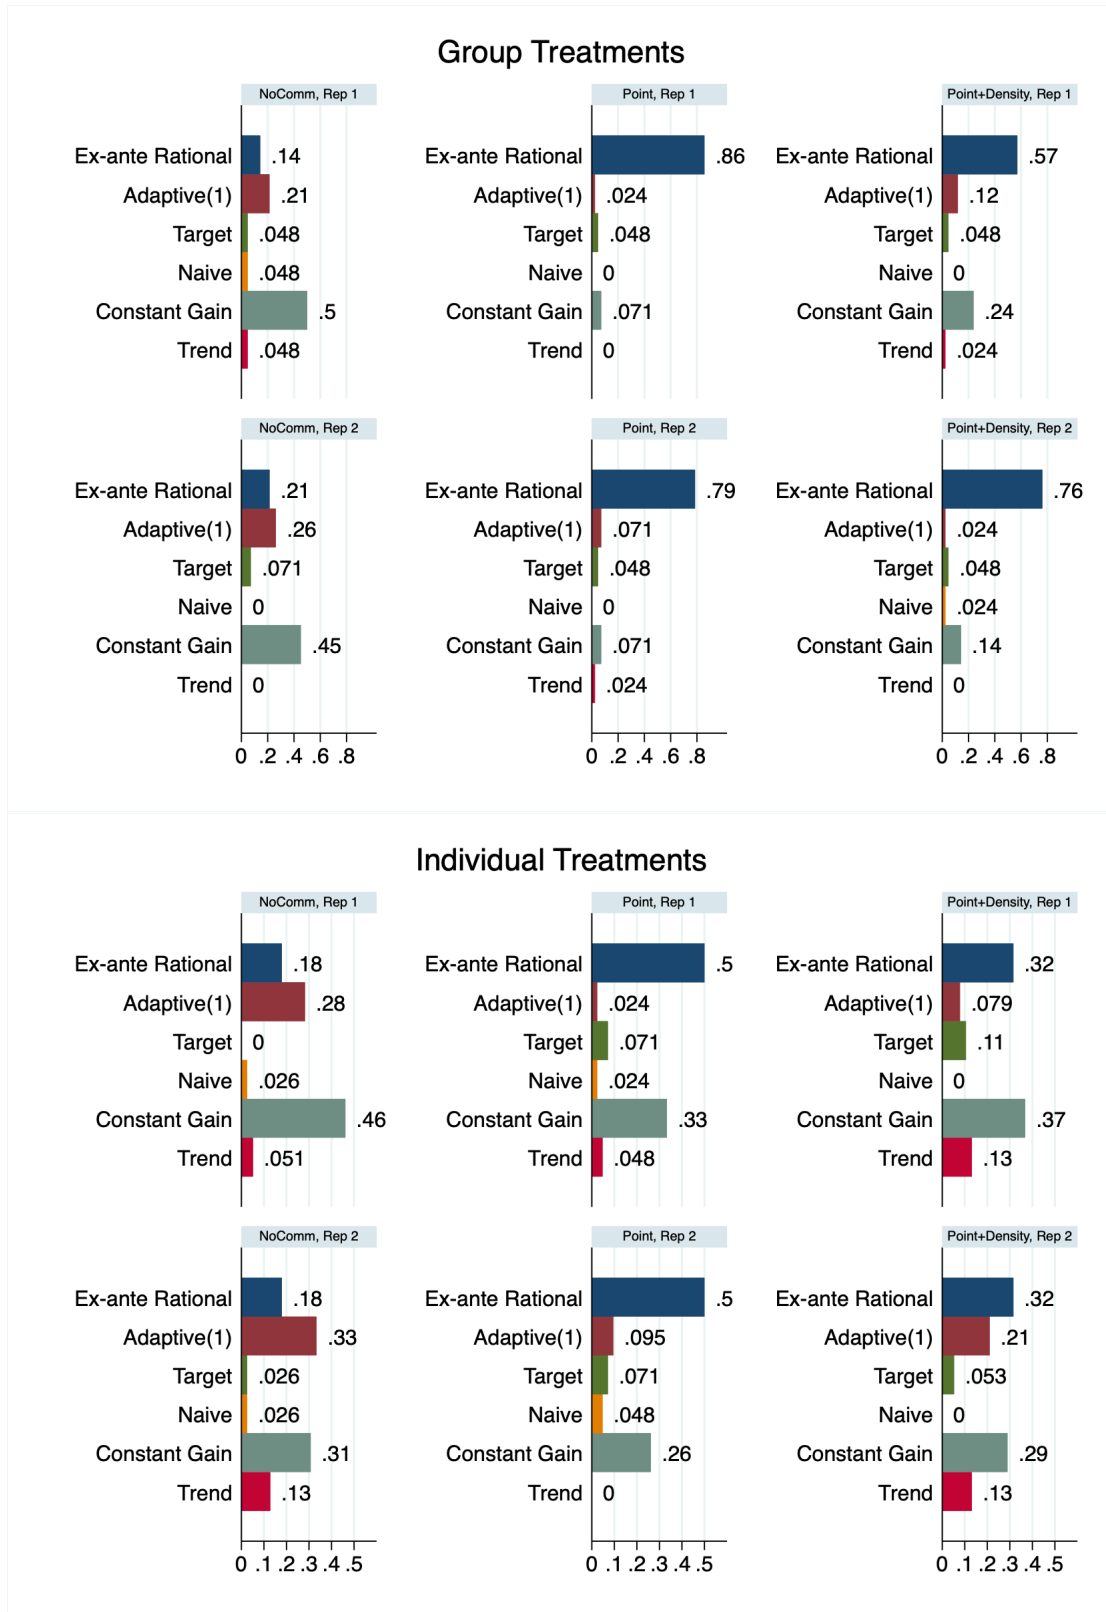 Group Treatments
NoComm, Rep 1
Ex-ante Rational .14
Adaptive(1) .21
Target .048
Naive .048
Constant Gain .5
Trend .048
Point, Rep 1
Ex-ante Rational .86
Adaptive(1) .024
Target .048
Naive 0
Constant Gain .071
Trend 0
Point+Density, Rep 1
Ex-ante Rational .57
Adaptive(1) .12
Target .048
Naive 0
Constant Gain .24
Trend .024
NoComm, Rep 2
Ex-ante Rational .21
Adaptive(1) .26
Target .071
Naive 0
Constant Gain .45
Trend 0
0 .2 .4 .6 .8
Point, Rep 2
Ex-ante Rational .79
Adaptive(1) .071
Target .048
Naive 0
Constant Gain .071
Trend .024
0 .2 .4 .6 .8
Point+Density, Rep 2
Ex-ante Rational .76
Adaptive(1) .024
Target .048
Naive .024
Constant Gain .14
Trend 0
0 .2 .4 .6 .8
Individual Treatments
NoComm, Rep 1
Ex-ante Rational .18
Adaptive(1) .28
Target 0
Naive .026
Constant Gain .46
Trend .051
Point, Rep 1
Ex-ante Rational .5
Adaptive(1) .024
Target .071
Naive .024
Constant Gain .33
Trend .048
Point+Density, Rep 1
Ex-ante Rational .32
Adaptive(1) .079
Target .11
Naive 0
Constant Gain .37
Trend .13
NoComm, Rep 2
Ex-ante Rational .18
Adaptive(1) .33
Target .026
Naive .026
Constant Gain .31
Trend .13
0 .1 .2 .3 .4 .5
Point, Rep 2
Ex-ante Rational .5
Adaptive(1) .095
Target .071
Naive .048
Constant Gain .26
Trend 0
0 .1 .2 .3 .4 .5
Point+Density, Rep 2
Ex-ante Rational .32
Adaptive(1) .21
Target .053
Naive 0
Constant Gain .29
Trend .13
0 .1 .2 .3 .4 .5